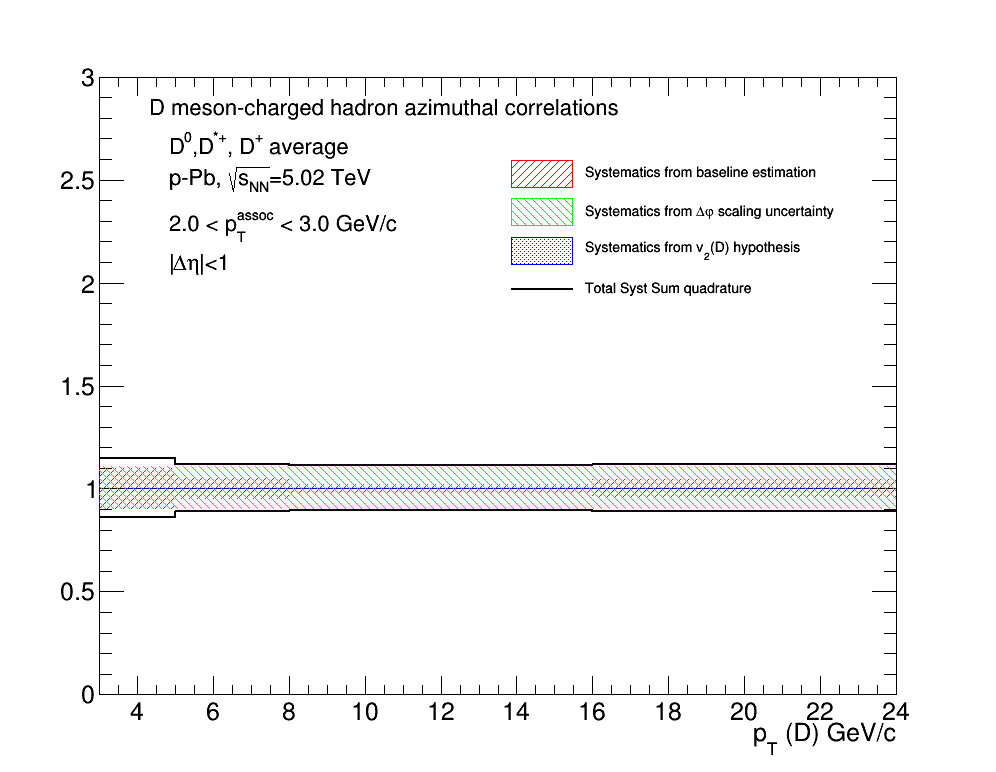 D meson-charged hadron azimuthal correlations
D⁰,D*⁺, D⁺ average
p-Pb, √s_NN=5.02 TeV
2.0 < p_T^assoc < 3.0 GeV/c
|Δη|<1
Systematics from baseline estimation
Systematics from Δφ scaling uncertainty
Systematics from v₂(D) hypothesis
Total Syst Sum quadrature
3
2.5
2
1.5
1
0.5
0
4 6 8 10 12 14 16 18 20 22 24
p_T (D) GeV/c